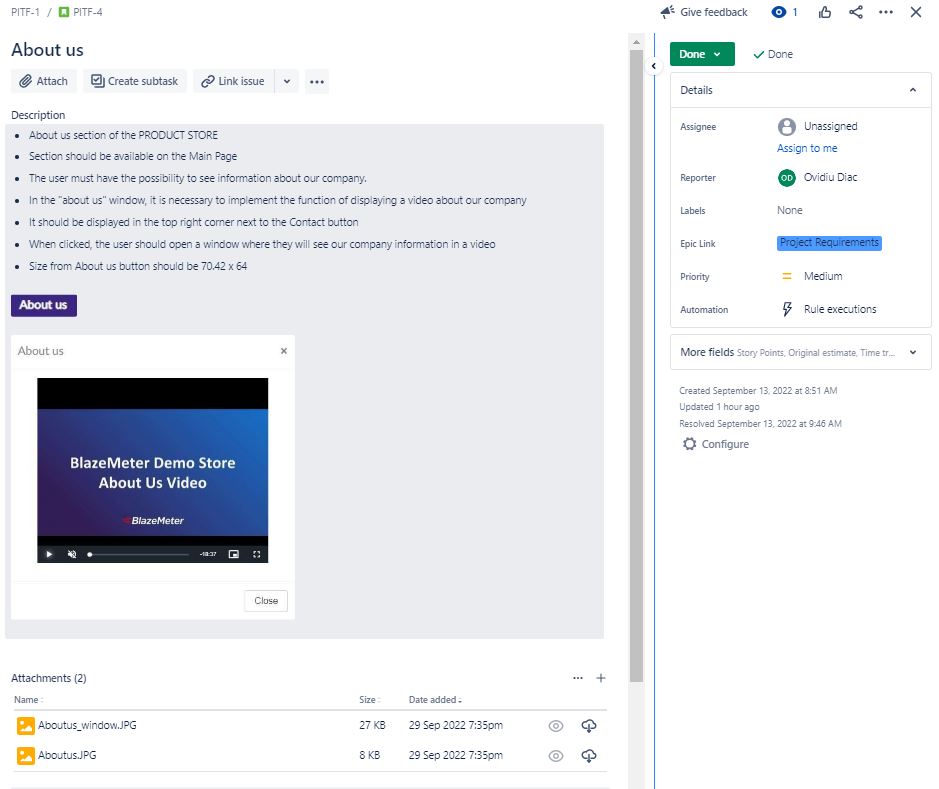 PITF-1 / PITF-4
Give feedback 1
About us
Attach Create subtask Link issue
Description
About us section of the PRODUCT STORE
Section should be available on the Main Page
The user must have the possibility to see information about our company.
In the "about us" window, it is necessary to implement the function of displaying a video about our company
It should be displayed in the top right corner next to the Contact button
When clicked, the user should open a window where they will see our company information in a video
Size from About us button should be 70.42 x 64
About us
About us ×
BlazeMeter Demo Store
About Us Video
BlazeMeter
-18:37
Close
Attachments (2)
Name Size Date added
Aboutus_window.JPG 27 KB 29 Sep 2022 7:35pm
Aboutus.JPG 8 KB 29 Sep 2022 7:35pm
Done Done
Details
Assignee Unassigned
Assign to me
Reporter OD Ovidiu Diac
Labels None
Epic Link Project Requirements
Priority Medium
Automation Rule executions
More fields Story Points, Original estimate, Time tr...
Created September 13, 2022 at 8:51 AM
Updated 1 hour ago
Resolved September 13, 2022 at 9:46 AM
Configure